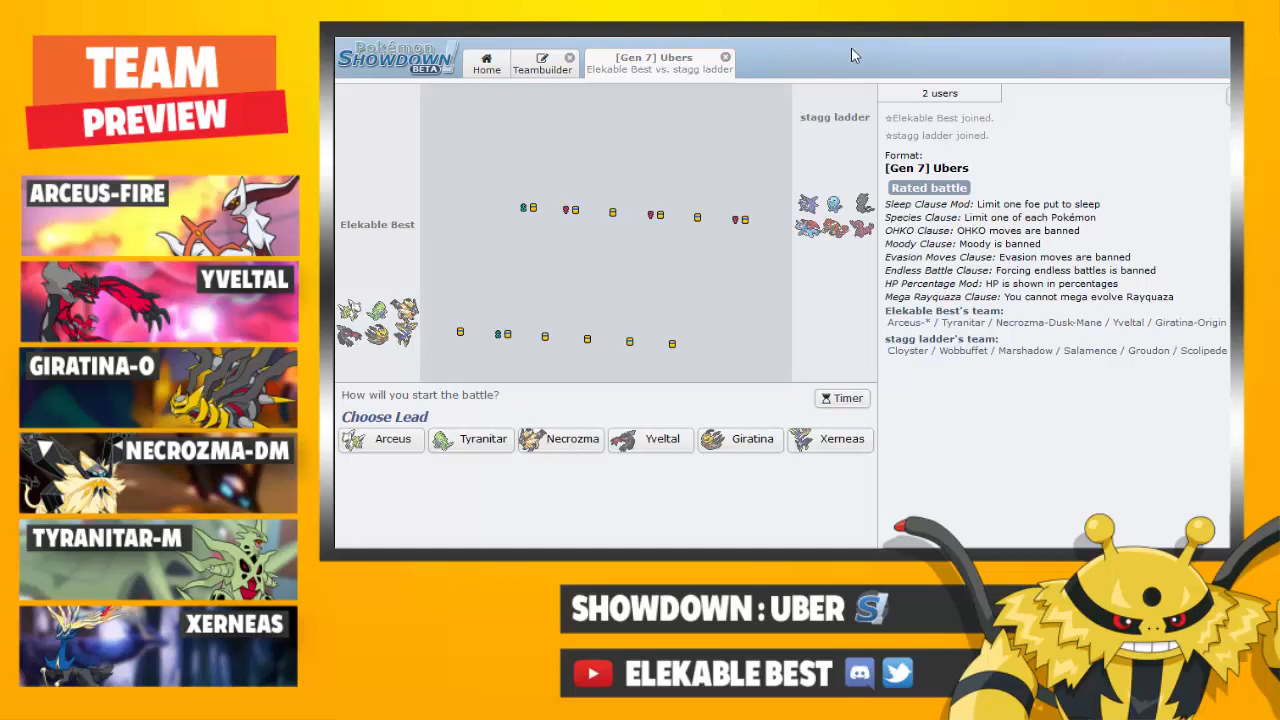 TEAM
PREVIEW
ARCEUS-FIRE
YVELTAL
GIRATINA-O
NECROZMA-DM
TYRANITAR-M
XERNEAS
Pokémon
SHOWDOWN
BETA
Home
Teambuilder
[Gen 7] Ubers
Elekable Best vs. stagg ladder
stagg ladder
Elekable Best
How will you start the battle?
Timer
Choose Lead
Arceus
Tyranitar
Necrozma
Yveltal
Giratina
Xerneas
2 users
☆Elekable Best joined.
☆stagg ladder joined.
Format:
[Gen 7] Ubers
Rated battle
Sleep Clause Mod: Limit one foe put to sleep
Species Clause: Limit one of each Pokémon
OHKO Clause: OHKO moves are banned
Moody Clause: Moody is banned
Evasion Moves Clause: Evasion moves are banned
Endless Battle Clause: Forcing endless battles is banned
HP Percentage Mod: HP is shown in percentages
Mega Rayquaza Clause: You cannot mega evolve Rayquaza
Elekable Best's team:
Arceus-* / Tyranitar / Necrozma-Dusk-Mane / Yveltal / Giratina-Origin
stagg ladder's team:
Cloyster / Wobbuffet / Marshadow / Salamence / Groudon / Scolipede
SHOWDOWN : UBER S
ELEKABLE BEST